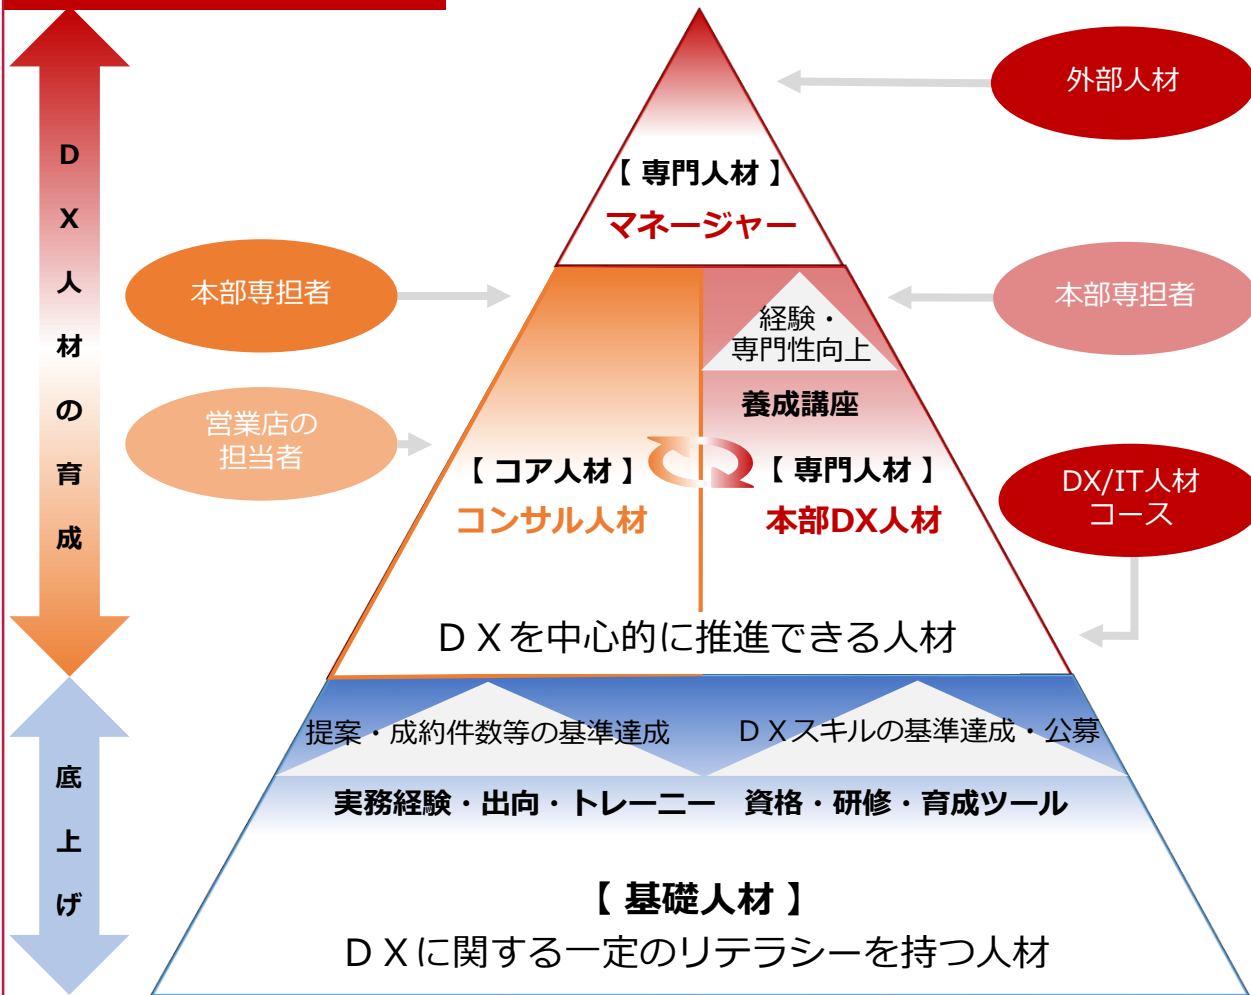 ＤＸ人材の育成
底上げ
外部人材
【 専門人材 】
マネージャー
本部専担者
本部専担者
経験・
専門性向上
養成講座
営業店の
担当者
【 コア人材 】
コンサル人材
【 専門人材 】
本部DX人材
DX/IT人材
コース
ＤＸを中心的に推進できる人材
提案・成約件数等の基準達成
ＤＸスキルの基準達成・公募
実務経験・出向・トレーニー
資格・研修・育成ツール
【 基礎人材 】
ＤＸに関する一定のリテラシーを持つ人材